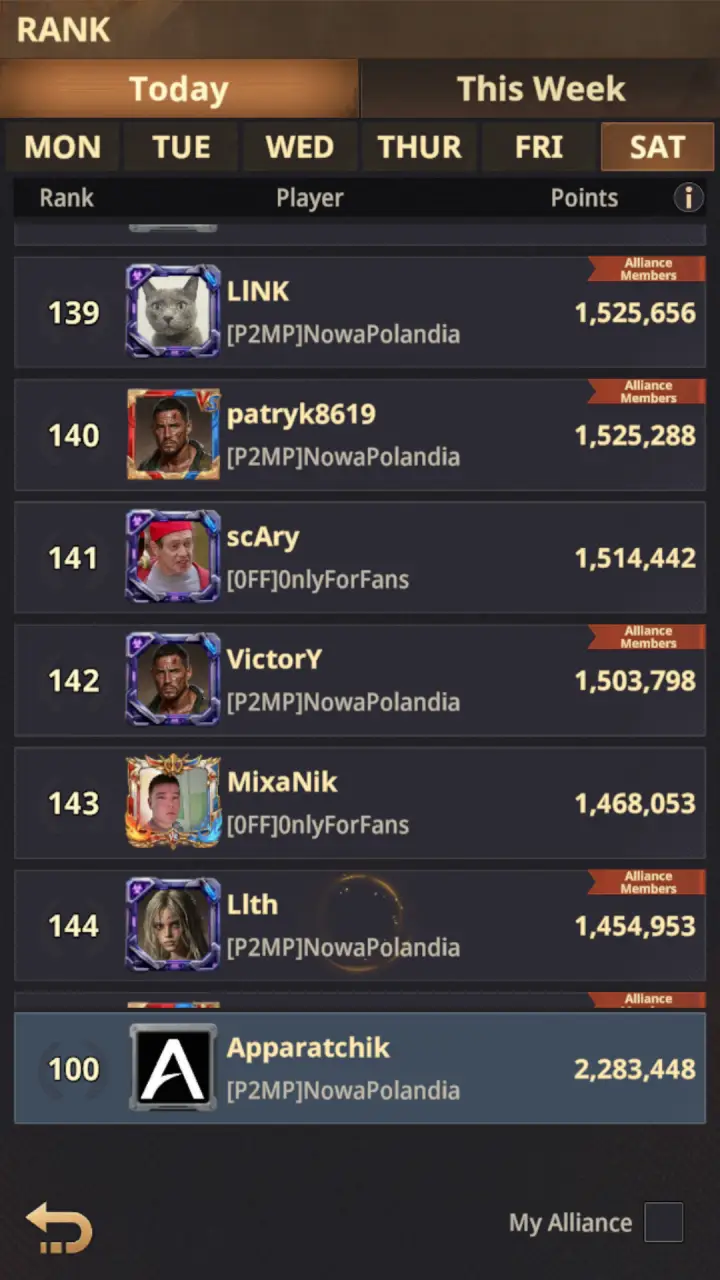 RANK
Today
This Week
MON TUE WED THUR FRI SAT
Rank Player Points i
Alliance Members
139 LINK 1,525,656
[P2MP]NowaPolandia
Alliance Members
140 patryk8619 1,525,288
[P2MP]NowaPolandia
141 scAry 1,514,442
[0FF]0nlyForFans
Alliance Members
142 VictorY 1,503,798
[P2MP]NowaPolandia
143 MixaNik 1,468,053
[0FF]0nlyForFans
Alliance Members
144 LIth 1,454,953
[P2MP]NowaPolandia
Alliance
100 Apparatchik 2,283,448
[P2MP]NowaPolandia
My Alliance